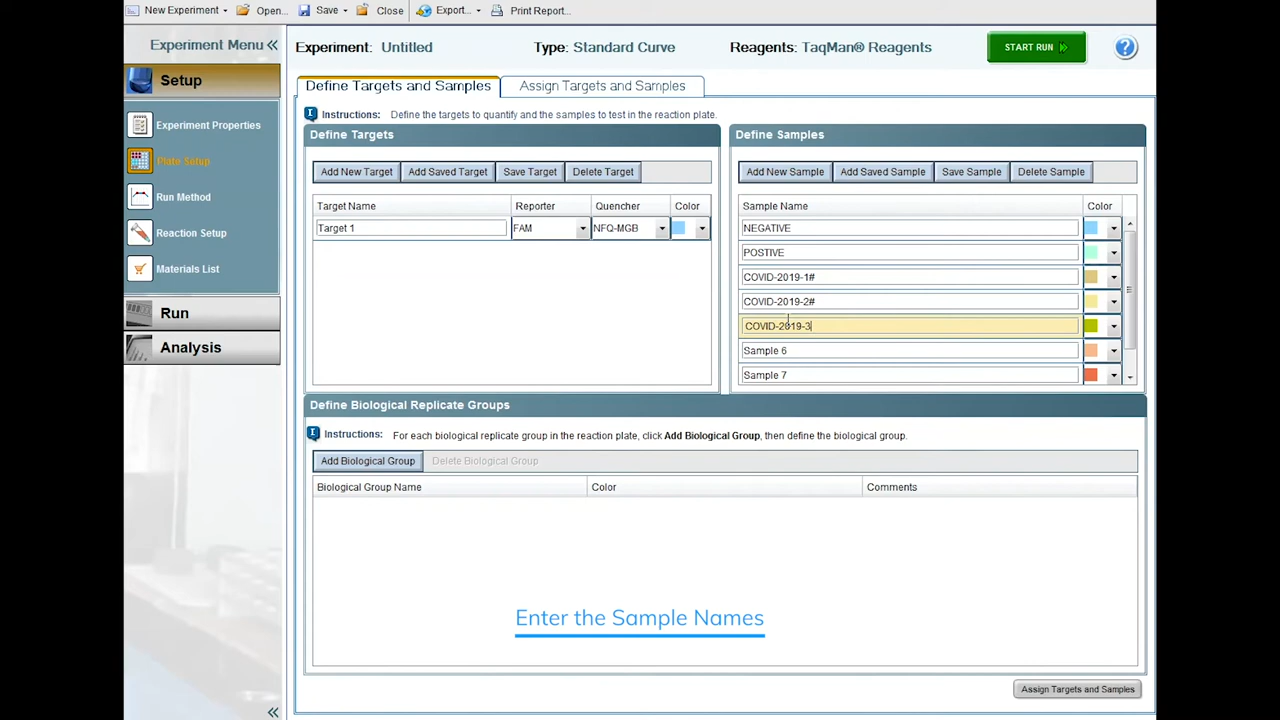 New Experiment Open... Save Close Export... Print Report...
Experiment Menu «
Experiment: Untitled Type: Standard Curve Reagents: TaqMan® Reagents START RUN ?
Setup
Experiment Properties
Plate Setup
Run Method
Reaction Setup
Materials List
Run
Analysis
Define Targets and Samples Assign Targets and Samples
Instructions: Define the targets to quantify and the samples to test in the reaction plate.
Define Targets
Add New Target Add Saved Target Save Target Delete Target
Target Name Reporter Quencher Color
Target 1 FAM NFQ-MGB
Define Samples
Add New Sample Add Saved Sample Save Sample Delete Sample
Sample Name Color
NEGATIVE
POSTIVE
COVID-2019-1#
COVID-2019-2#
COVID-2019-3
Sample 6
Sample 7
Define Biological Replicate Groups
Instructions: For each biological replicate group in the reaction plate, click Add Biological Group, then define the biological group.
Add Biological Group Delete Biological Group
Biological Group Name Color Comments
Enter the Sample Names
Assign Targets and Samples
«